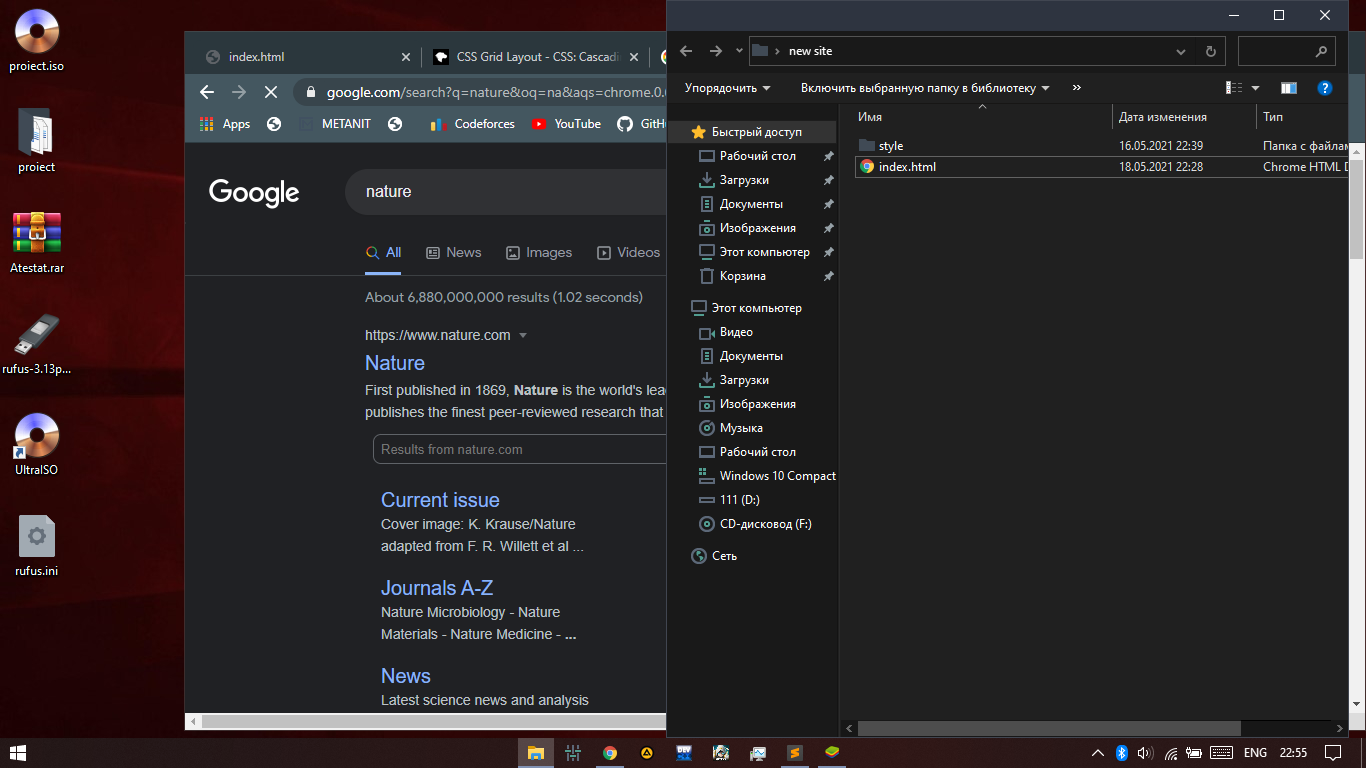 proiect.iso
proiect
Atestat.rar
rufus-3.13p...
UltraISO
rufus.ini
index.html
CSS Grid Layout - CSS: Cascadi
google.com/search?q=nature&oq=na&aqs=chrome.0.
Apps
METANIT
Codeforces
YouTube
GitH
Google
nature
All
News
Images
Videos
About 6,880,000,000 results (1.02 seconds)
https://www.nature.com
Nature
First published in 1869, Nature is the world's lea
publishes the finest peer-reviewed research that
Results from nature.com
Current issue
Cover image: K. Krause/Nature
adapted from F. R. Willett et al ...
Journals A-Z
Nature Microbiology - Nature
Materials - Nature Medicine - ...
News
Latest science news and analysis
new site
Упорядочить
Включить выбранную папку в библиотеку
»
Быстрый доступ
Рабочий стол
Загрузки
Документы
Изображения
Этот компьютер
Корзина
Этот компьютер
Видео
Документы
Загрузки
Изображения
Музыка
Рабочий стол
Windows 10 Compact
111 (D:)
CD-дисковод (F:)
Сеть
Имя
Дата изменения
Тип
style
16.05.2021 22:39
Папка с файлам
index.html
18.05.2021 22:28
Chrome HTML D
DEV
ENG
22:55